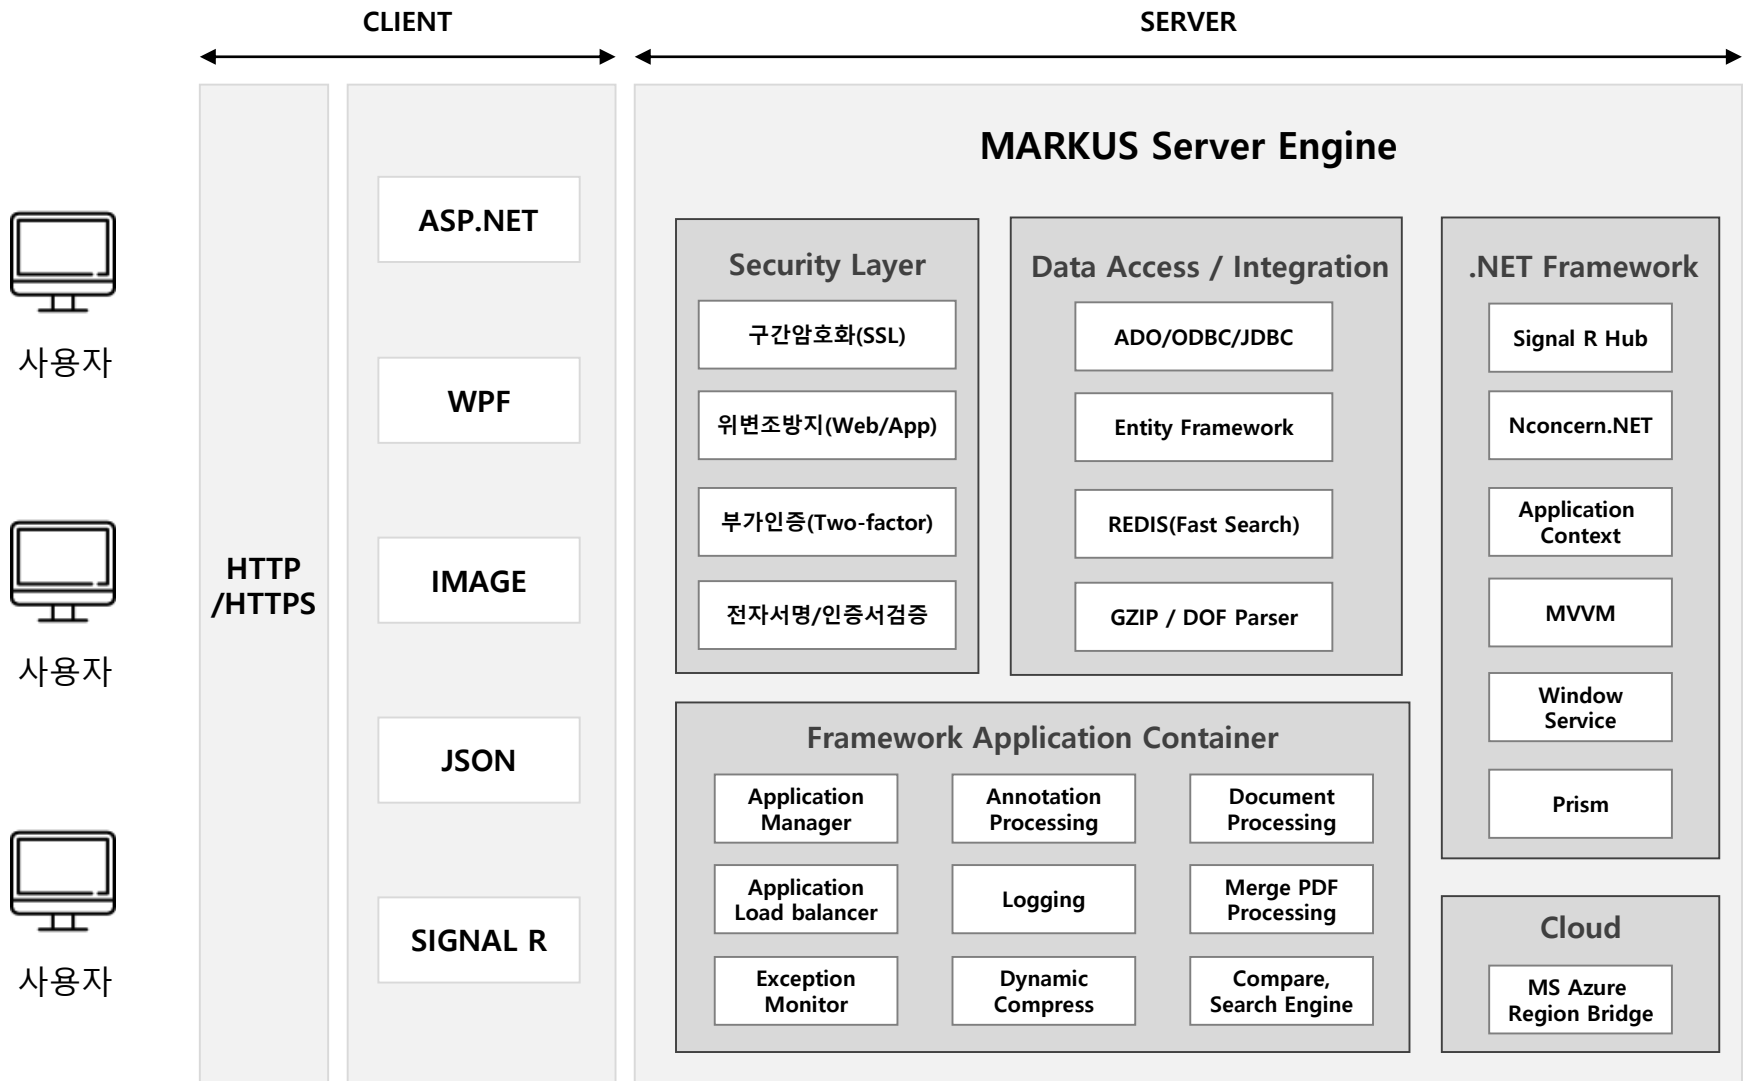 CLIENT
SERVER
사용자
사용자
사용자
HTTP
/HTTPS
ASP.NET
WPF
IMAGE
JSON
SIGNAL R
MARKUS Server Engine
Security Layer
구간암호화(SSL)
위변조방지(Web/App)
부가인증(Two-factor)
전자서명/인증서검증
Data Access / Integration
ADO/ODBC/JDBC
Entity Framework
REDIS(Fast Search)
GZIP / DOF Parser
.NET Framework
Signal R Hub
Nconcern.NET
Application
Context
MVVM
Window
Service
Prism
Framework Application Container
Application
Manager
Annotation
Processing
Document
Processing
Application
Load balancer
Logging
Merge PDF
Processing
Exception
Monitor
Dynamic
Compress
Compare,
Search Engine
Cloud
MS Azure
Region Bridge